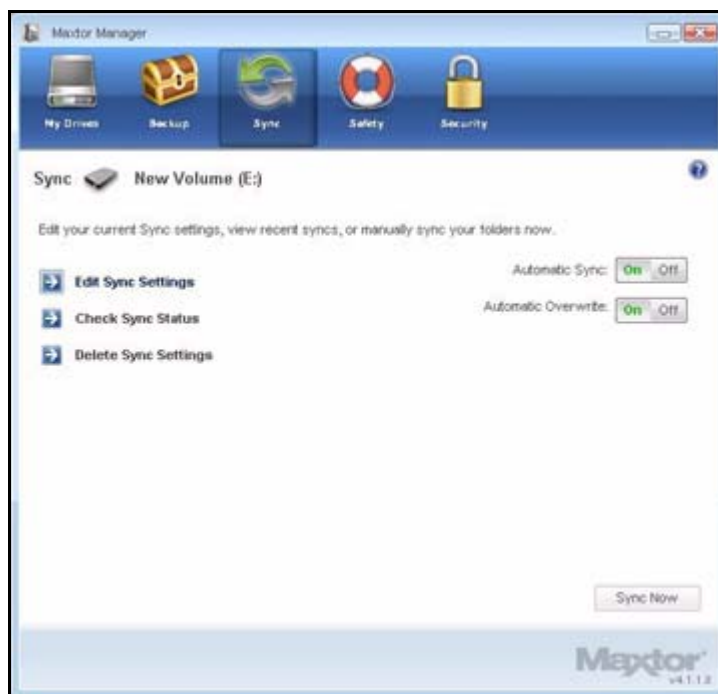 Maxtor Manager
My Drives Backup Sync Safety Security
Sync New Volume (E:)
Edit your current Sync settings, view recent syncs, or manually sync your folders now.
Edit Sync Settings
Automatic Sync: On Off
Check Sync Status
Automatic Overwrite: On Off
Delete Sync Settings
Sync Now
Maxtor